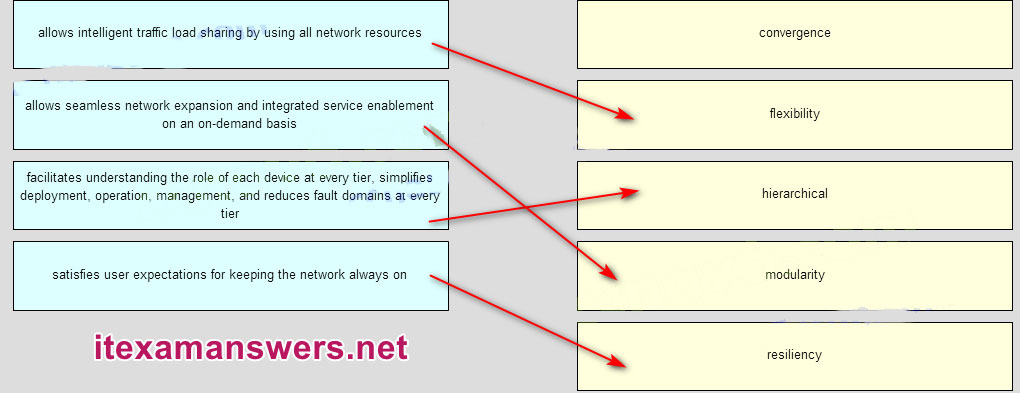 allows intelligent traffic load sharing by using all network resources
convergence
allows seamless network expansion and integrated service enablement
on an on-demand basis
flexibility
facilitates understanding the role of each device at every tier, simplifies
deployment, operation, management, and reduces fault domains at every
tier
hierarchical
satisfies user expectations for keeping the network always on
modularity
resiliency
itexamanswers.net